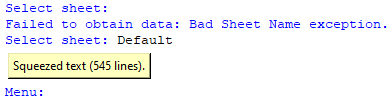 Select sheet:
Failed to obtain data: Bad Sheet Name exception.
Select sheet: Default
Squeezed text (545 lines).
Menu: